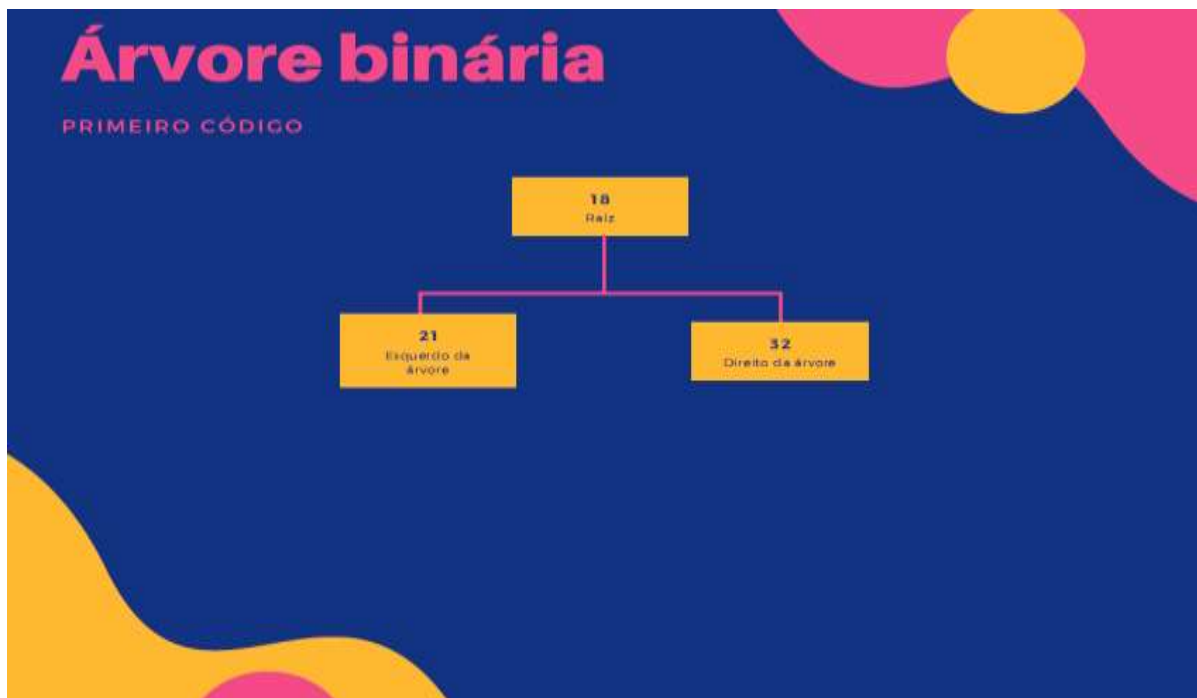 Árvore binária
PRIMEIRO CÓDIGO
18
Raiz
21
Esquerdo da
árvore
32
Direito da árvore